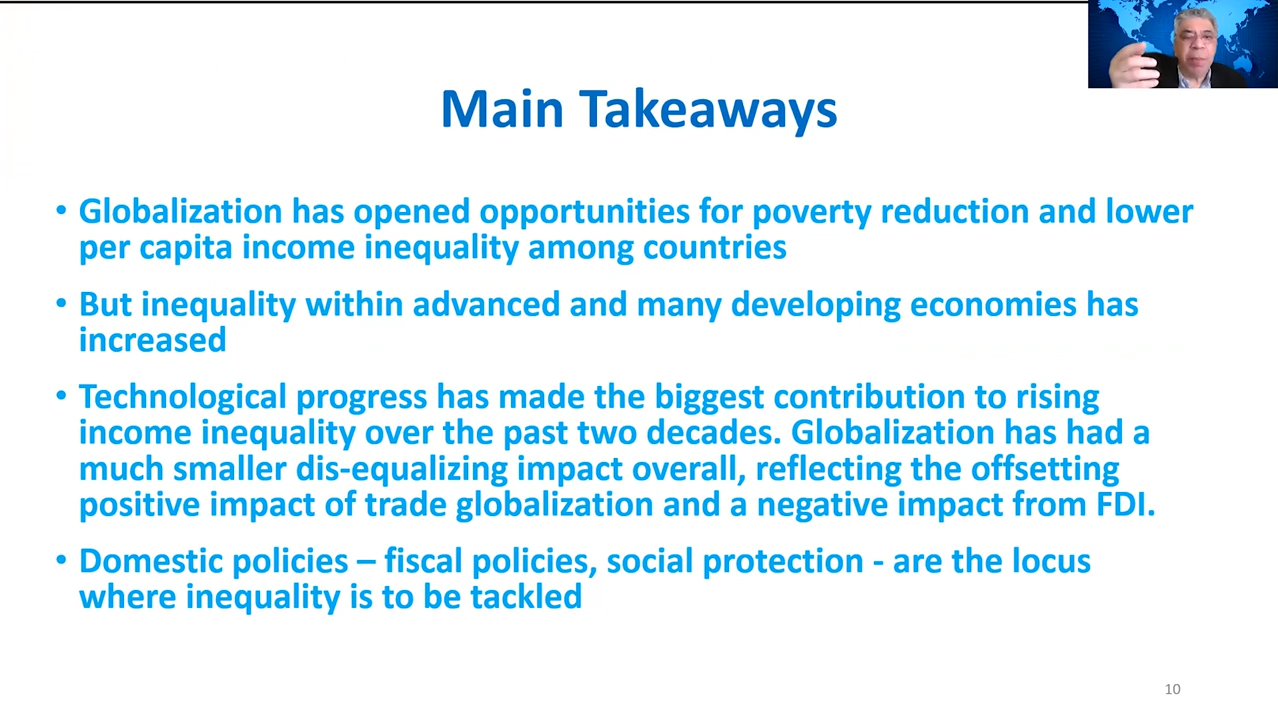 Main Takeaways
• Globalization has opened opportunities for poverty reduction and lower
per capita income inequality among countries
• But inequality within advanced and many developing economies has
increased
• Technological progress has made the biggest contribution to rising
income inequality over the past two decades. Globalization has had a
much smaller dis-equalizing impact overall, reflecting the offsetting
positive impact of trade globalization and a negative impact from FDI.
• Domestic policies – fiscal policies, social protection - are the locus
where inequality is to be tackled
10